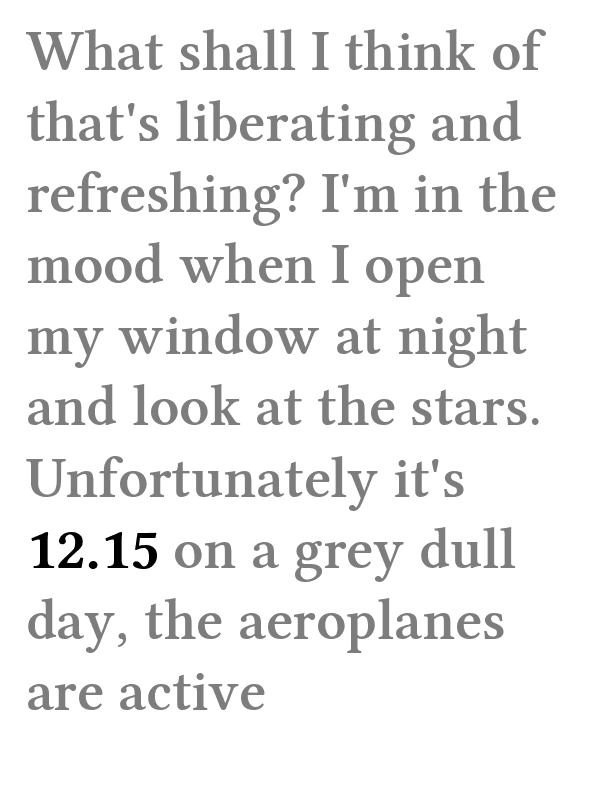 What shall I think of
that's liberating and
refreshing? I'm in the
mood when I open
my window at night
and look at the stars.
Unfortunately it's
12.15 on a grey dull
day, the aeroplanes
are active